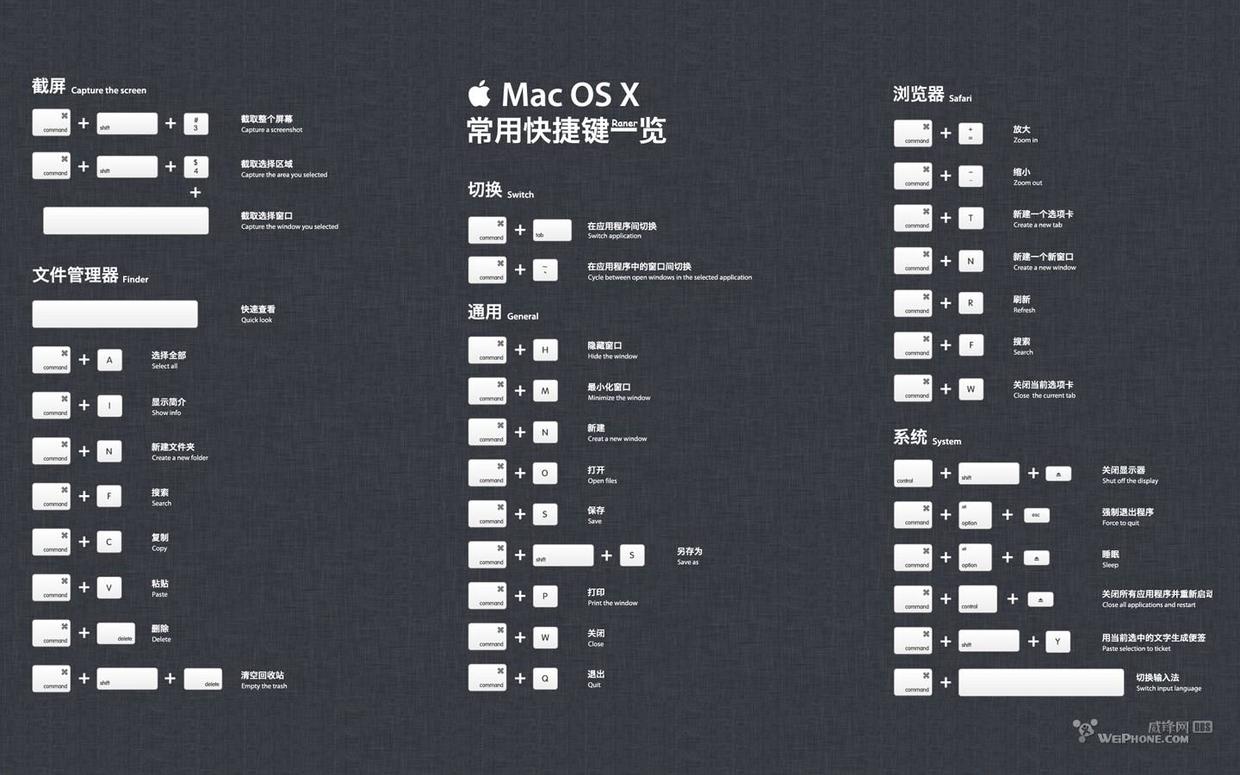 截屏 Capture the screen
⌘ command + shift + # 3 截取整个屏幕
Capture a screenshot
⌘ command + shift + $ 4 截取选择区域
Capture the area you selected
+
截取选择窗口
Capture the window you selected
文件管理器 Finder
快速查看
Quick look
⌘ command + A 选择全部
Select all
⌘ command + I 显示简介
Show info
⌘ command + N 新建文件夹
Create a new folder
⌘ command + F 搜索
Search
⌘ command + C 复制
Copy
⌘ command + V 粘贴
Paste
⌘ command + delete 删除
Delete
⌘ command + shift + delete 清空回收站
Empty the trash
Mac OS X
常用快捷键一览
Raner
切换 Switch
⌘ command + tab 在应用程序间切换
Switch application
⌘ command + ~ ` 在应用程序中的窗口间切换
Cycle between open windows in the selected application
通用 General
⌘ command + H 隐藏窗口
Hide the window
⌘ command + M 最小化窗口
Minimize the window
⌘ command + N 新建
Creat a new window
⌘ command + O 打开
Open files
⌘ command + S 保存
Save
⌘ command + shift + S 另存为
Save as
⌘ command + P 打印
Print the window
⌘ command + W 关闭
Close
⌘ command + Q 退出
Quit
浏览器 Safari
⌘ command + + = 放大
Zoom in
⌘ command + – - 缩小
Zoom out
⌘ command + T 新建一个选项卡
Create a new tab
⌘ command + N 新建一个新窗口
Create a new window
⌘ command + R 刷新
Refresh
⌘ command + F 搜索
Search
⌘ command + W 关闭当前选项卡
Close the current tab
系统 System
control + shift + ⏏ 关闭显示器
Shut off the display
⌘ command + alt option + esc 强制退出程序
Force to quit
⌘ command + alt option + ⏏ 睡眠
Sleep
⌘ command + control + ⏏ 关闭所有应用程序并重新启动
Close all applications and restart
⌘ command + shift + Y 用当前选中的文字生成便签
Paste selection to ticket
⌘ command + 切换输入法
Switch input language
威锋网 BBS
WEIPHONE.COM